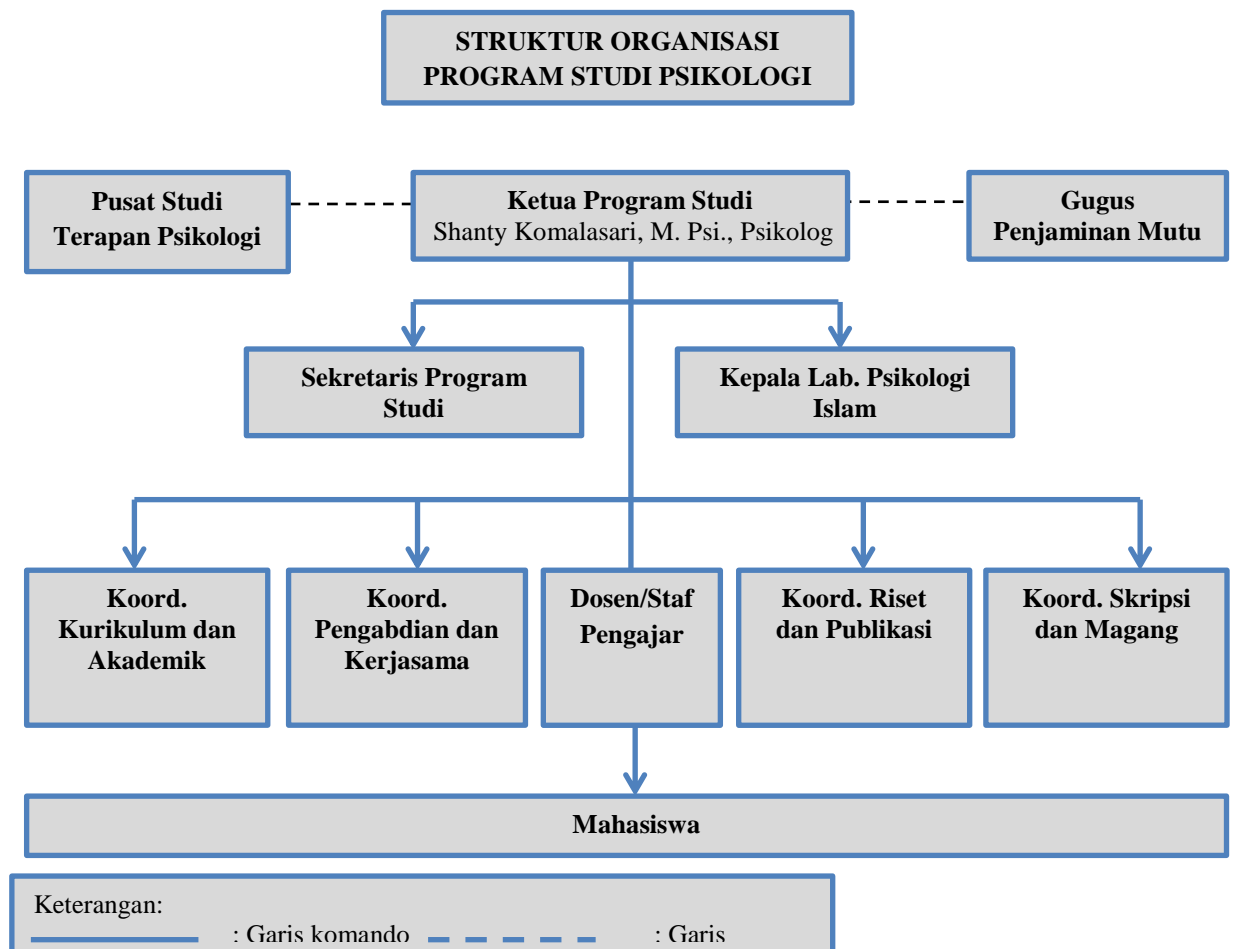 STRUKTUR ORGANISASI
PROGRAM STUDI PSIKOLOGI
Pusat Studi
Terapan Psikologi
Ketua Program Studi
Shanty Komalasari, M. Psi., Psikolog
Gugus
Penjaminan Mutu
Sekretaris Program
Studi
Kepala Lab. Psikologi
Islam
Koord.
Kurikulum dan
Akademik
Koord.
Pengabdian dan
Kerjasama
Dosen/Staf
Pengajar
Koord. Riset
dan Publikasi
Koord. Skripsi
dan Magang
Mahasiswa
Keterangan:
: Garis komando : Garis